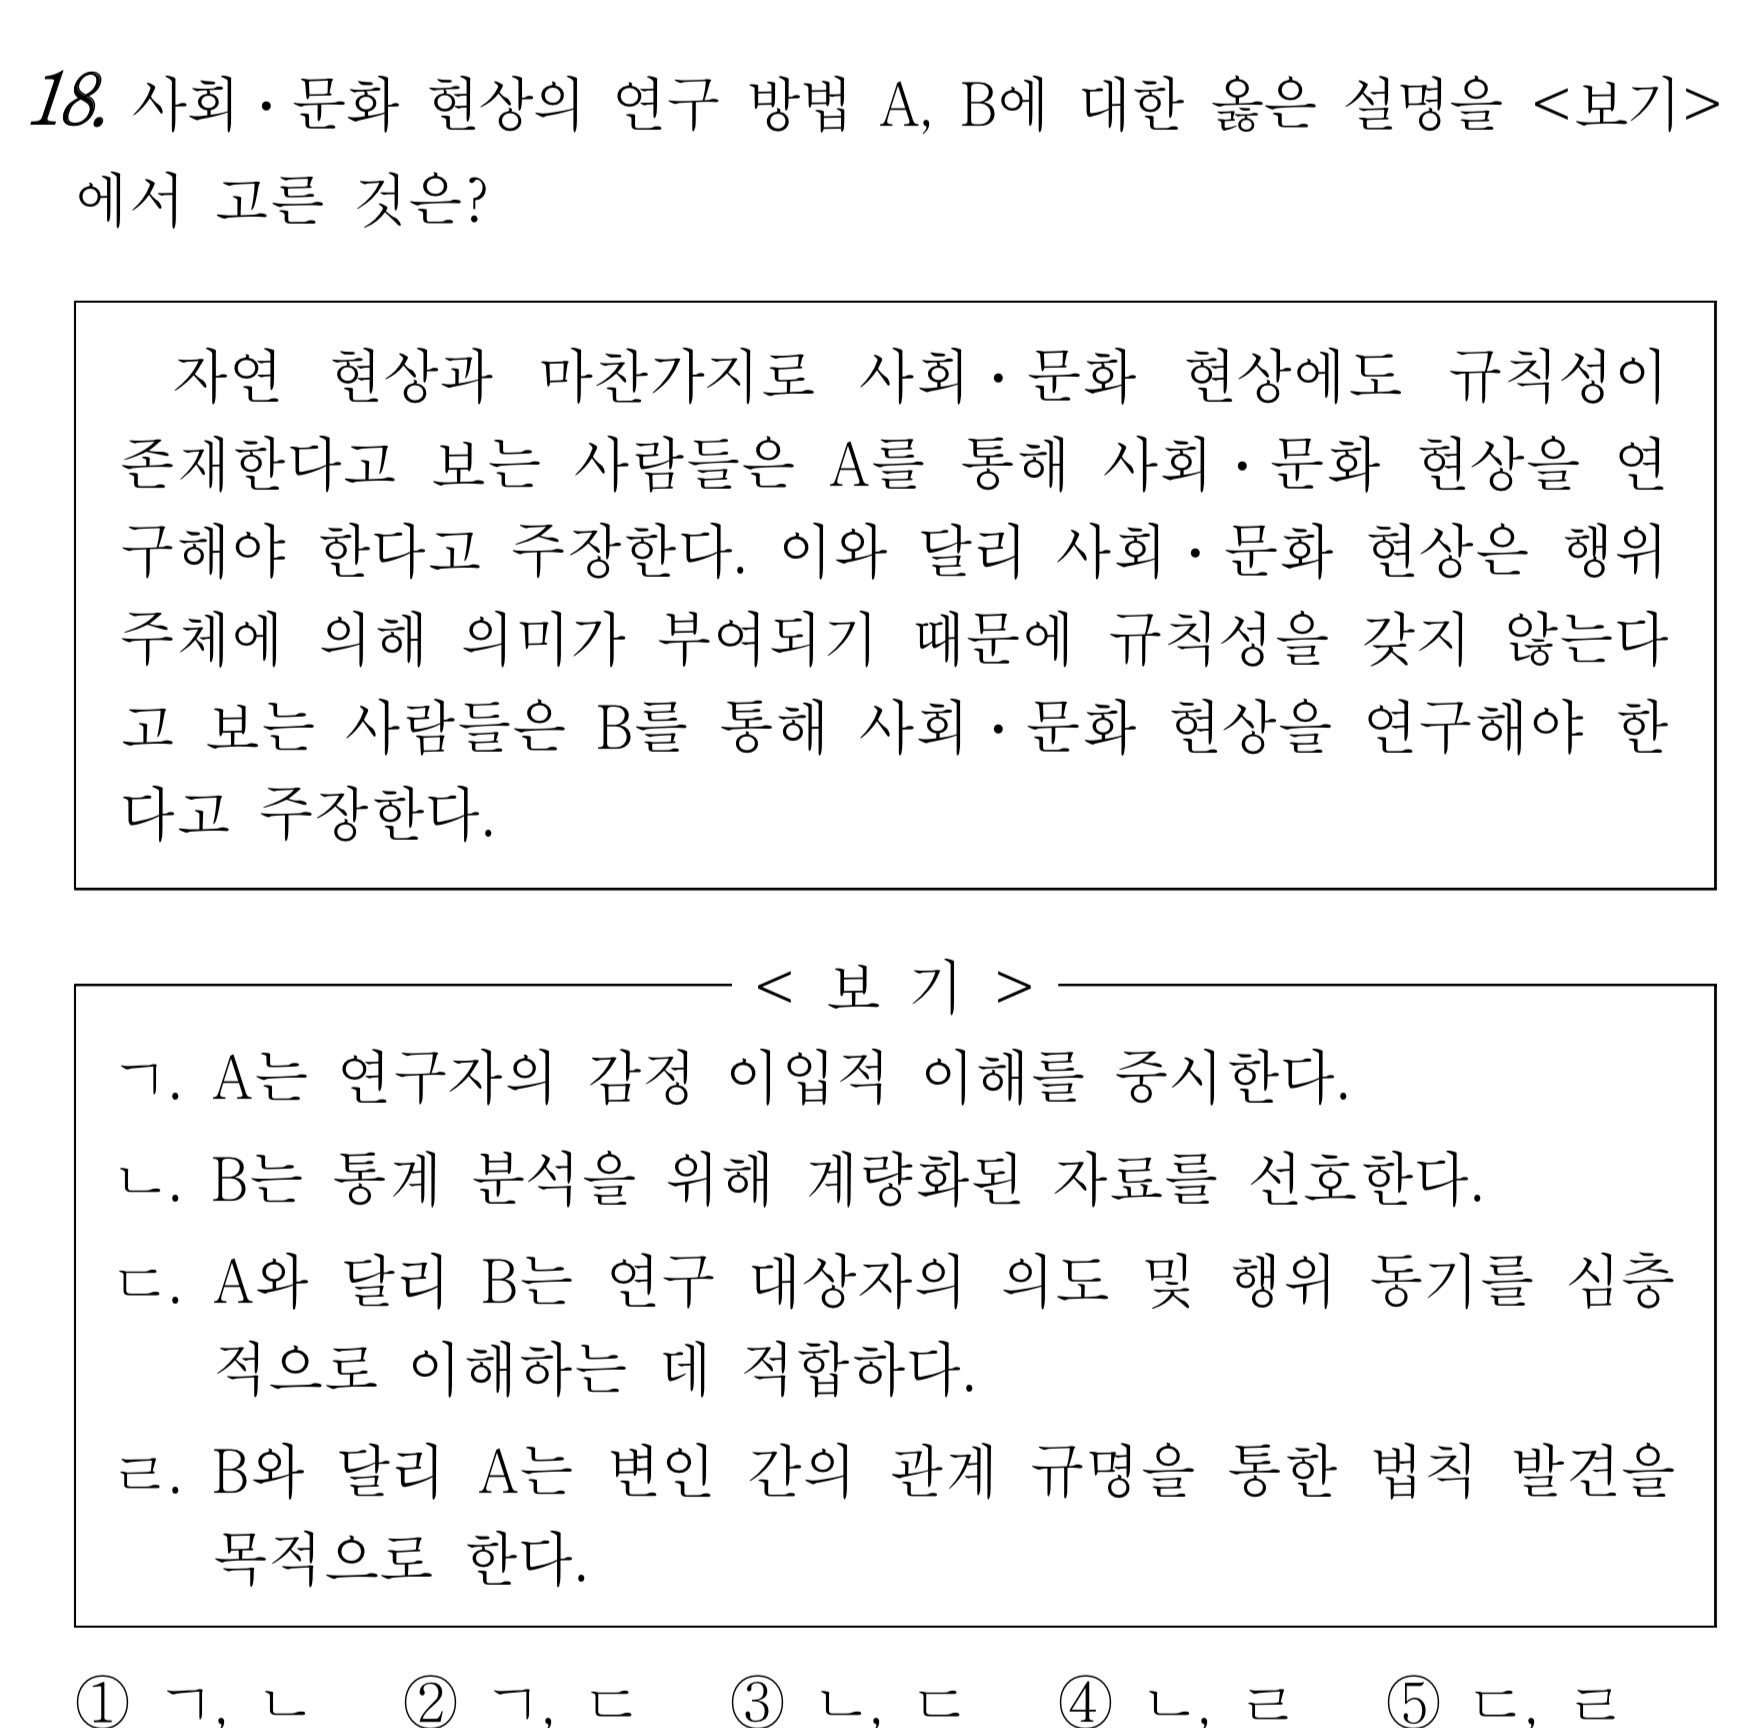 18. 사회·문화 현상의 연구 방법 A, B에 대한 옳은 설명을 <보기>
에서 고른 것은?
자연 현상과 마찬가지로 사회·문화 현상에도 규칙성이
존재한다고 보는 사람들은 A를 통해 사회·문화 현상을 연
구해야 한다고 주장한다. 이와 달리 사회·문화 현상은 행위
주체에 의해 의미가 부여되기 때문에 규칙성을 갖지 않는다
고 보는 사람들은 B를 통해 사회·문화 현상을 연구해야 한
다고 주장한다.
< 보 기 >
ㄱ. A는 연구자의 감정 이입적 이해를 중시한다.
ㄴ. B는 통계 분석을 위해 계량화된 자료를 선호한다.
ㄷ. A와 달리 B는 연구 대상자의 의도 및 행위 동기를 심층
적으로 이해하는 데 적합하다.
ㄹ. B와 달리 A는 변인 간의 관계 규명을 통한 법칙 발견을
목적으로 한다.
① ㄱ, ㄴ ② ㄱ, ㄷ ③ ㄴ, ㄷ ④ ㄴ, ㄹ ⑤ ㄷ, ㄹ